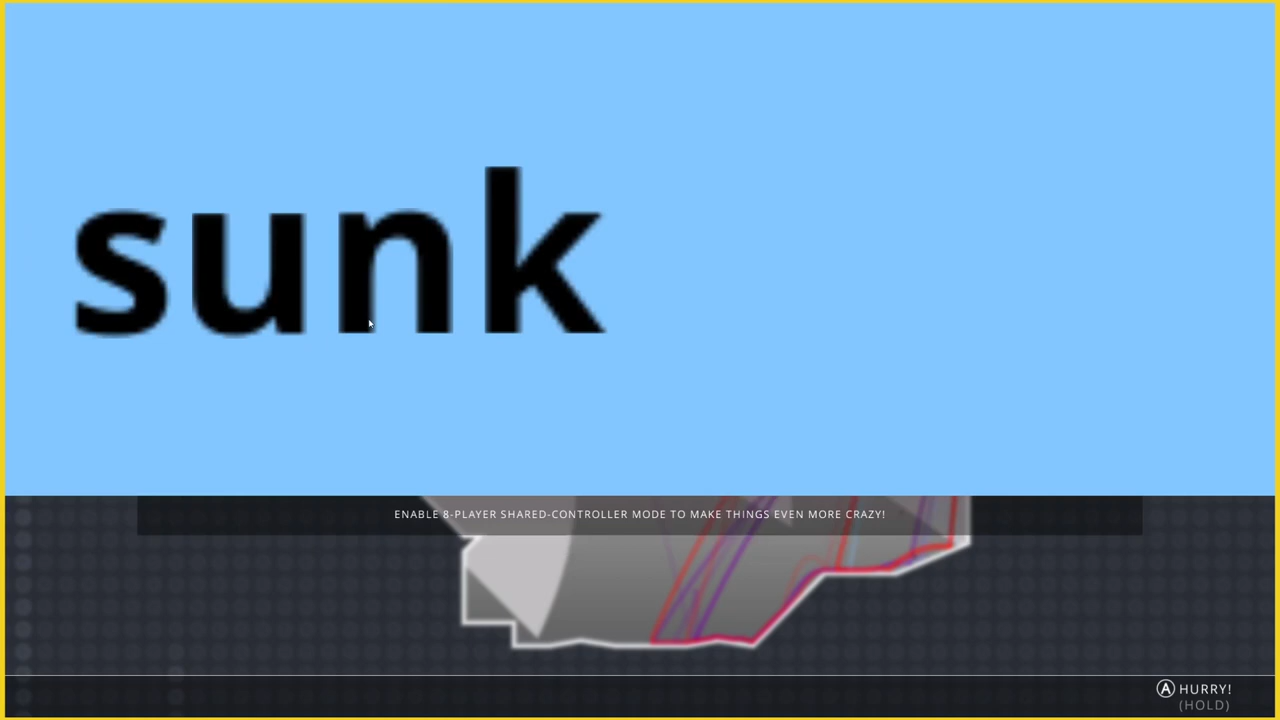 sunk
ENABLE 8-PLAYER SHARED-CONTROLLER MODE TO MAKE THINGS EVEN MORE CRAZY!
A HURRY!
(HOLD)